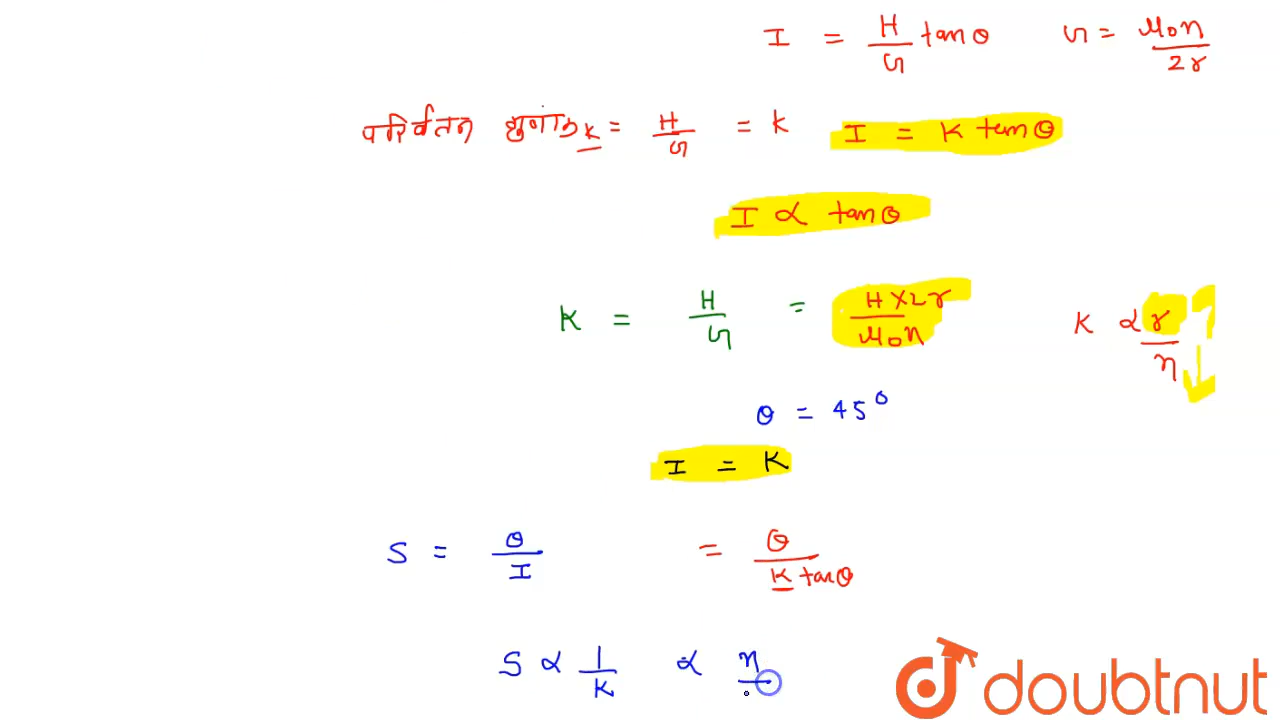 I = H/G tanθ G = μ₀n/2r
परिवर्तन गुणांक K = H/G = K I = K tanθ
I ∝ tanθ
K = H/G = H×2r/μ₀n K ∝ r/n
θ = 45°
I = K
S = θ/I = θ/K tanθ
S ∝ 1/K ∝ n/
doubtnut